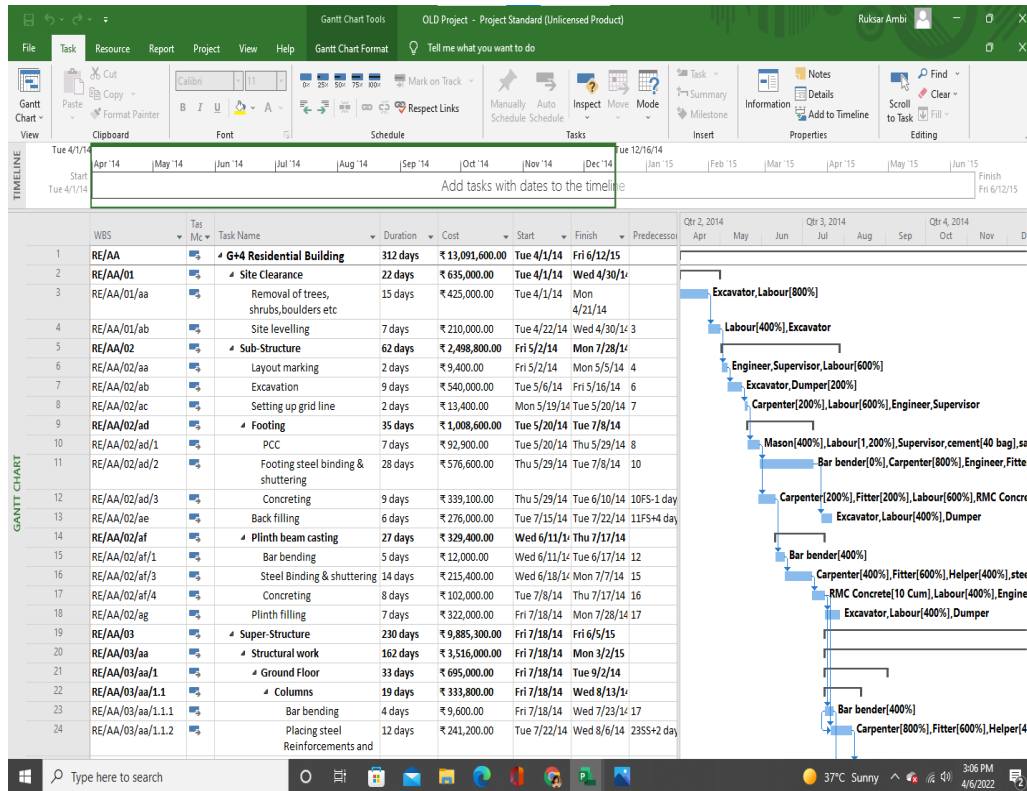 Gantt Chart Tools
OLD Project - Project Standard (Unlicensed Product)
Ruksar Ambi
File Task Resource Report Project View Help Gantt Chart Format Tell me what you want to do
Gantt Chart
View
Paste
Cut
Copy
Format Painter
Clipboard
Calibri 11
B I U A
Font
0% 25% 50% 75% 100%
Mark on Track
Respect Links
Schedule
Manually Schedule
Auto Schedule
Inspect
Move
Mode
Tasks
Task
Summary
Milestone
Insert
Information
Notes
Details
Add to Timeline
Properties
Scroll to Task
Find
Clear
Fill
Editing
TIMELINE
Tue 4/1/14
Tue 12/16/14
Apr '14 May '14 Jun '14 Jul '14 Aug '14 Sep '14 Oct '14 Nov '14 Dec '14 Jan '15 Feb '15 Mar '15 Apr '15 May '15 Jun '15
Start
Tue 4/1/14
Add tasks with dates to the timeline
Finish
Fri 6/12/15
GANTT CHART
WBS Tas Mc Task Name Duration Cost Start Finish Predecessor
Qtr 2, 2014 Qtr 3, 2014 Qtr 4, 2014
Apr May Jun Jul Aug Sep Oct Nov D
1 RE/AA G+4 Residential Building 312 days ₹ 13,091,600.00 Tue 4/1/14 Fri 6/12/15
2 RE/AA/01 Site Clearance 22 days ₹ 635,000.00 Tue 4/1/14 Wed 4/30/14
3 RE/AA/01/aa Removal of trees, shrubs,boulders etc 15 days ₹ 425,000.00 Tue 4/1/14 Mon 4/21/14 Excavator,Labour[800%]
4 RE/AA/01/ab Site levelling 7 days ₹ 210,000.00 Tue 4/22/14 Wed 4/30/14 3 Labour[400%],Excavator
5 RE/AA/02 Sub-Structure 62 days ₹ 2,498,800.00 Fri 5/2/14 Mon 7/28/14
6 RE/AA/02/aa Layout marking 2 days ₹ 9,400.00 Fri 5/2/14 Mon 5/5/14 4 Engineer,Supervisor,Labour[600%]
7 RE/AA/02/ab Excavation 9 days ₹ 540,000.00 Tue 5/6/14 Fri 5/16/14 6 Excavator,Dumper[200%]
8 RE/AA/02/ac Setting up grid line 2 days ₹ 13,400.00 Mon 5/19/14 Tue 5/20/14 7 Carpenter[200%],Labour[600%],Engineer,Supervisor
9 RE/AA/02/ad Footing 35 days ₹ 1,008,600.00 Tue 5/20/14 Tue 7/8/14
10 RE/AA/02/ad/1 PCC 7 days ₹ 92,900.00 Tue 5/20/14 Thu 5/29/14 8 Mason[400%],Labour[1,200%],Supervisor,cement[40 bag],sa
11 RE/AA/02/ad/2 Footing steel binding & shuttering 28 days ₹ 576,600.00 Thu 5/29/14 Tue 7/8/14 10 Bar bender[0%],Carpenter[800%],Engineer,Fitte
12 RE/AA/02/ad/3 Concreting 9 days ₹ 339,100.00 Thu 5/29/14 Tue 6/10/14 10FS-1 day Carpenter[200%],Fitter[200%],Labour[600%],RMC Concre
13 RE/AA/02/ae Back filling 6 days ₹ 276,000.00 Tue 7/15/14 Tue 7/22/14 11FS+4 day Excavator,Labour[400%],Dumper
14 RE/AA/02/af Plinth beam casting 27 days ₹ 329,400.00 Wed 6/11/14 Thu 7/17/14
15 RE/AA/02/af/1 Bar bending 5 days ₹ 12,000.00 Wed 6/11/14 Tue 6/17/14 12 Bar bender[400%]
16 RE/AA/02/af/3 Steel Binding & shuttering 14 days ₹ 215,400.00 Wed 6/18/14 Mon 7/7/14 15 Carpenter[400%],Fitter[600%],Helper[400%],stee
17 RE/AA/02/af/4 Concreting 8 days ₹ 102,000.00 Tue 7/8/14 Thu 7/17/14 16 RMC Concrete[10 Cum],Labour[400%],Engine
18 RE/AA/02/ag Plinth filling 7 days ₹ 322,000.00 Fri 7/18/14 Mon 7/28/14 17 Excavator,Labour[400%],Dumper
19 RE/AA/03 Super-Structure 230 days ₹ 9,885,300.00 Fri 7/18/14 Fri 6/5/15
20 RE/AA/03/aa Structural work 162 days ₹ 3,516,000.00 Fri 7/18/14 Mon 3/2/15
21 RE/AA/03/aa/1 Ground Floor 33 days ₹ 695,000.00 Fri 7/18/14 Tue 9/2/14
22 RE/AA/03/aa/1.1 Columns 19 days ₹ 333,800.00 Fri 7/18/14 Wed 8/13/14
23 RE/AA/03/aa/1.1.1 Bar bending 4 days ₹ 9,600.00 Fri 7/18/14 Wed 7/23/14 17 Bar bender[400%]
24 RE/AA/03/aa/1.1.2 Placing steel Reinforcements and 12 days ₹ 241,200.00 Tue 7/22/14 Wed 8/6/14 23SS+2 day Carpenter[800%],Fitter[600%],Helper[4
Type here to search
37°C Sunny
3:06 PM
4/6/2022
2